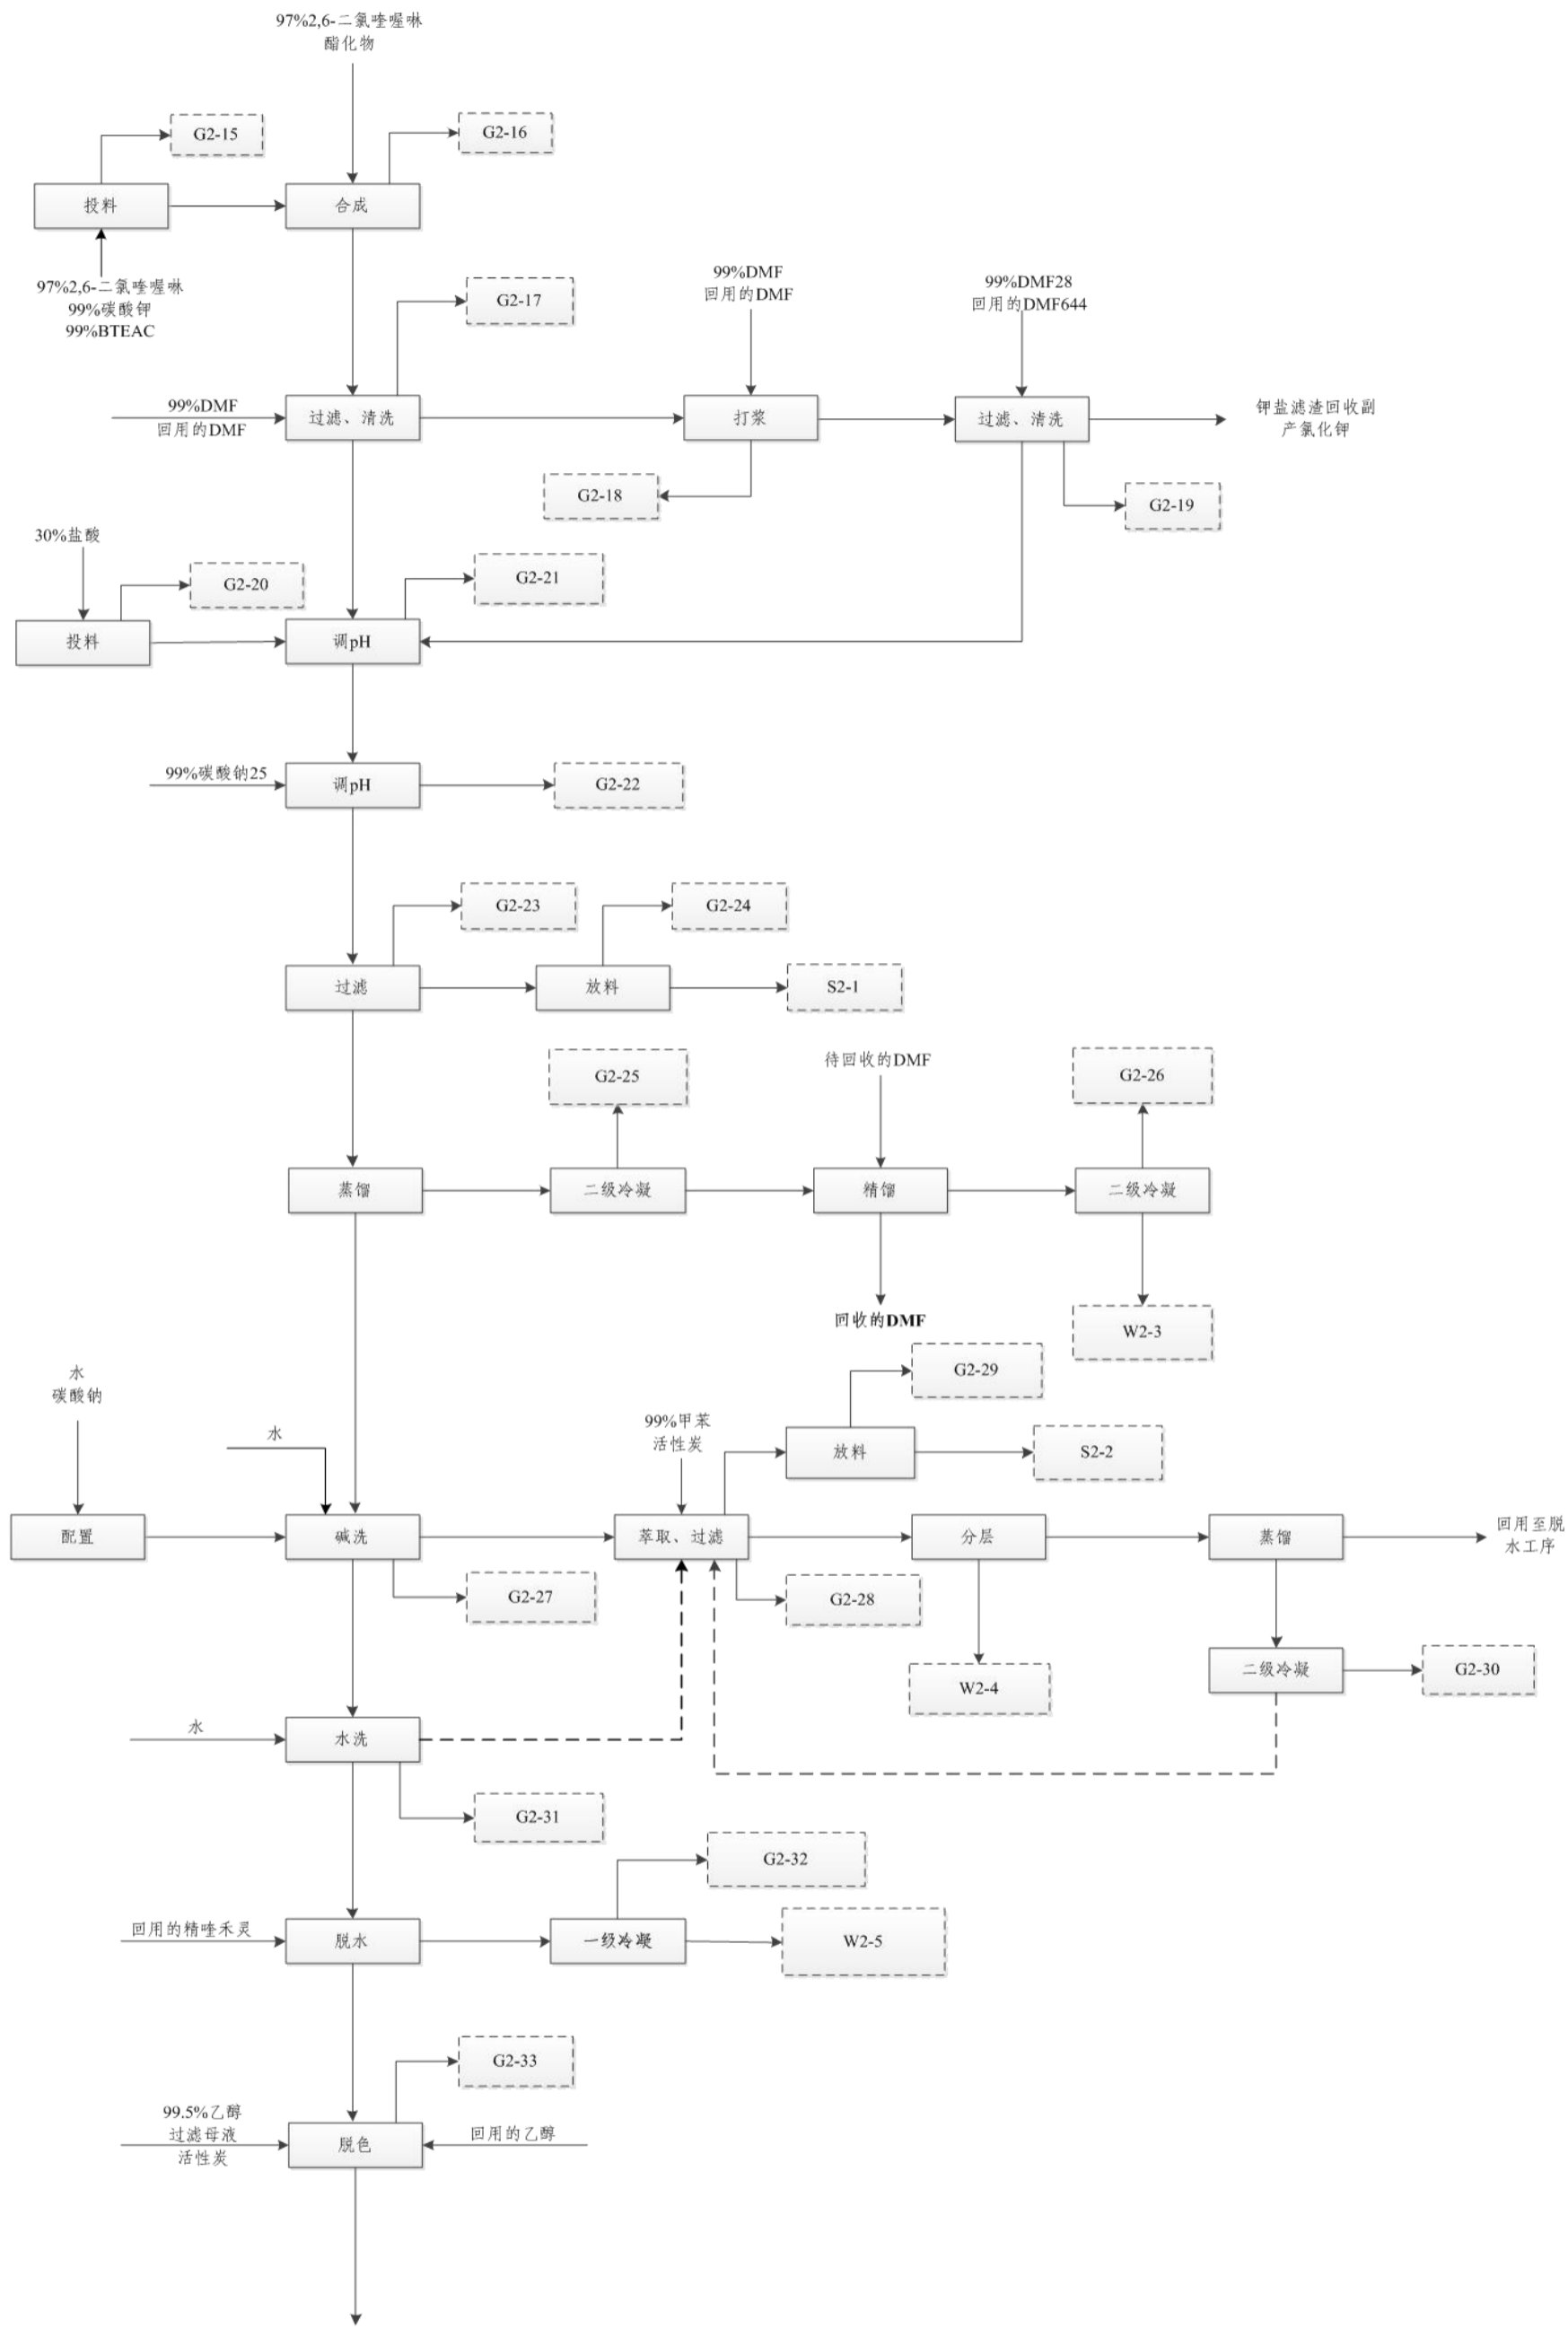 97%2,6-二氯喹喔啉
酯化物
G2-15
G2-16
投料
合成
97%2,6-二氯喹喔啉
99%碳酸钾
99%BTEAC
G2-17
99%DMF
回用的DMF
99%DMF28
回用的DMF644
99%DMF
回用的DMF
过滤、清洗
打浆
过滤、清洗
钾盐滤渣回收副
产氯化钾
G2-18
G2-19
30%盐酸
G2-20
G2-21
投料
调pH
99%碳酸钠25
调pH
G2-22
G2-23
G2-24
过滤
放料
S2-1
G2-25
待回收的DMF
G2-26
蒸馏
二级冷凝
精馏
二级冷凝
回收的DMF
W2-3
水
碳酸钠
G2-29
水
99%甲苯
活性炭
放料
S2-2
配置
碱洗
萃取、过滤
分层
蒸馏
回用至脱
水工序
G2-27
G2-28
W2-4
二级冷凝
G2-30
水
水洗
G2-31
G2-32
回用的精喹禾灵
脱水
一级冷凝
W2-5
G2-33
99.5%乙醇
过滤母液
活性炭
脱色
回用的乙醇